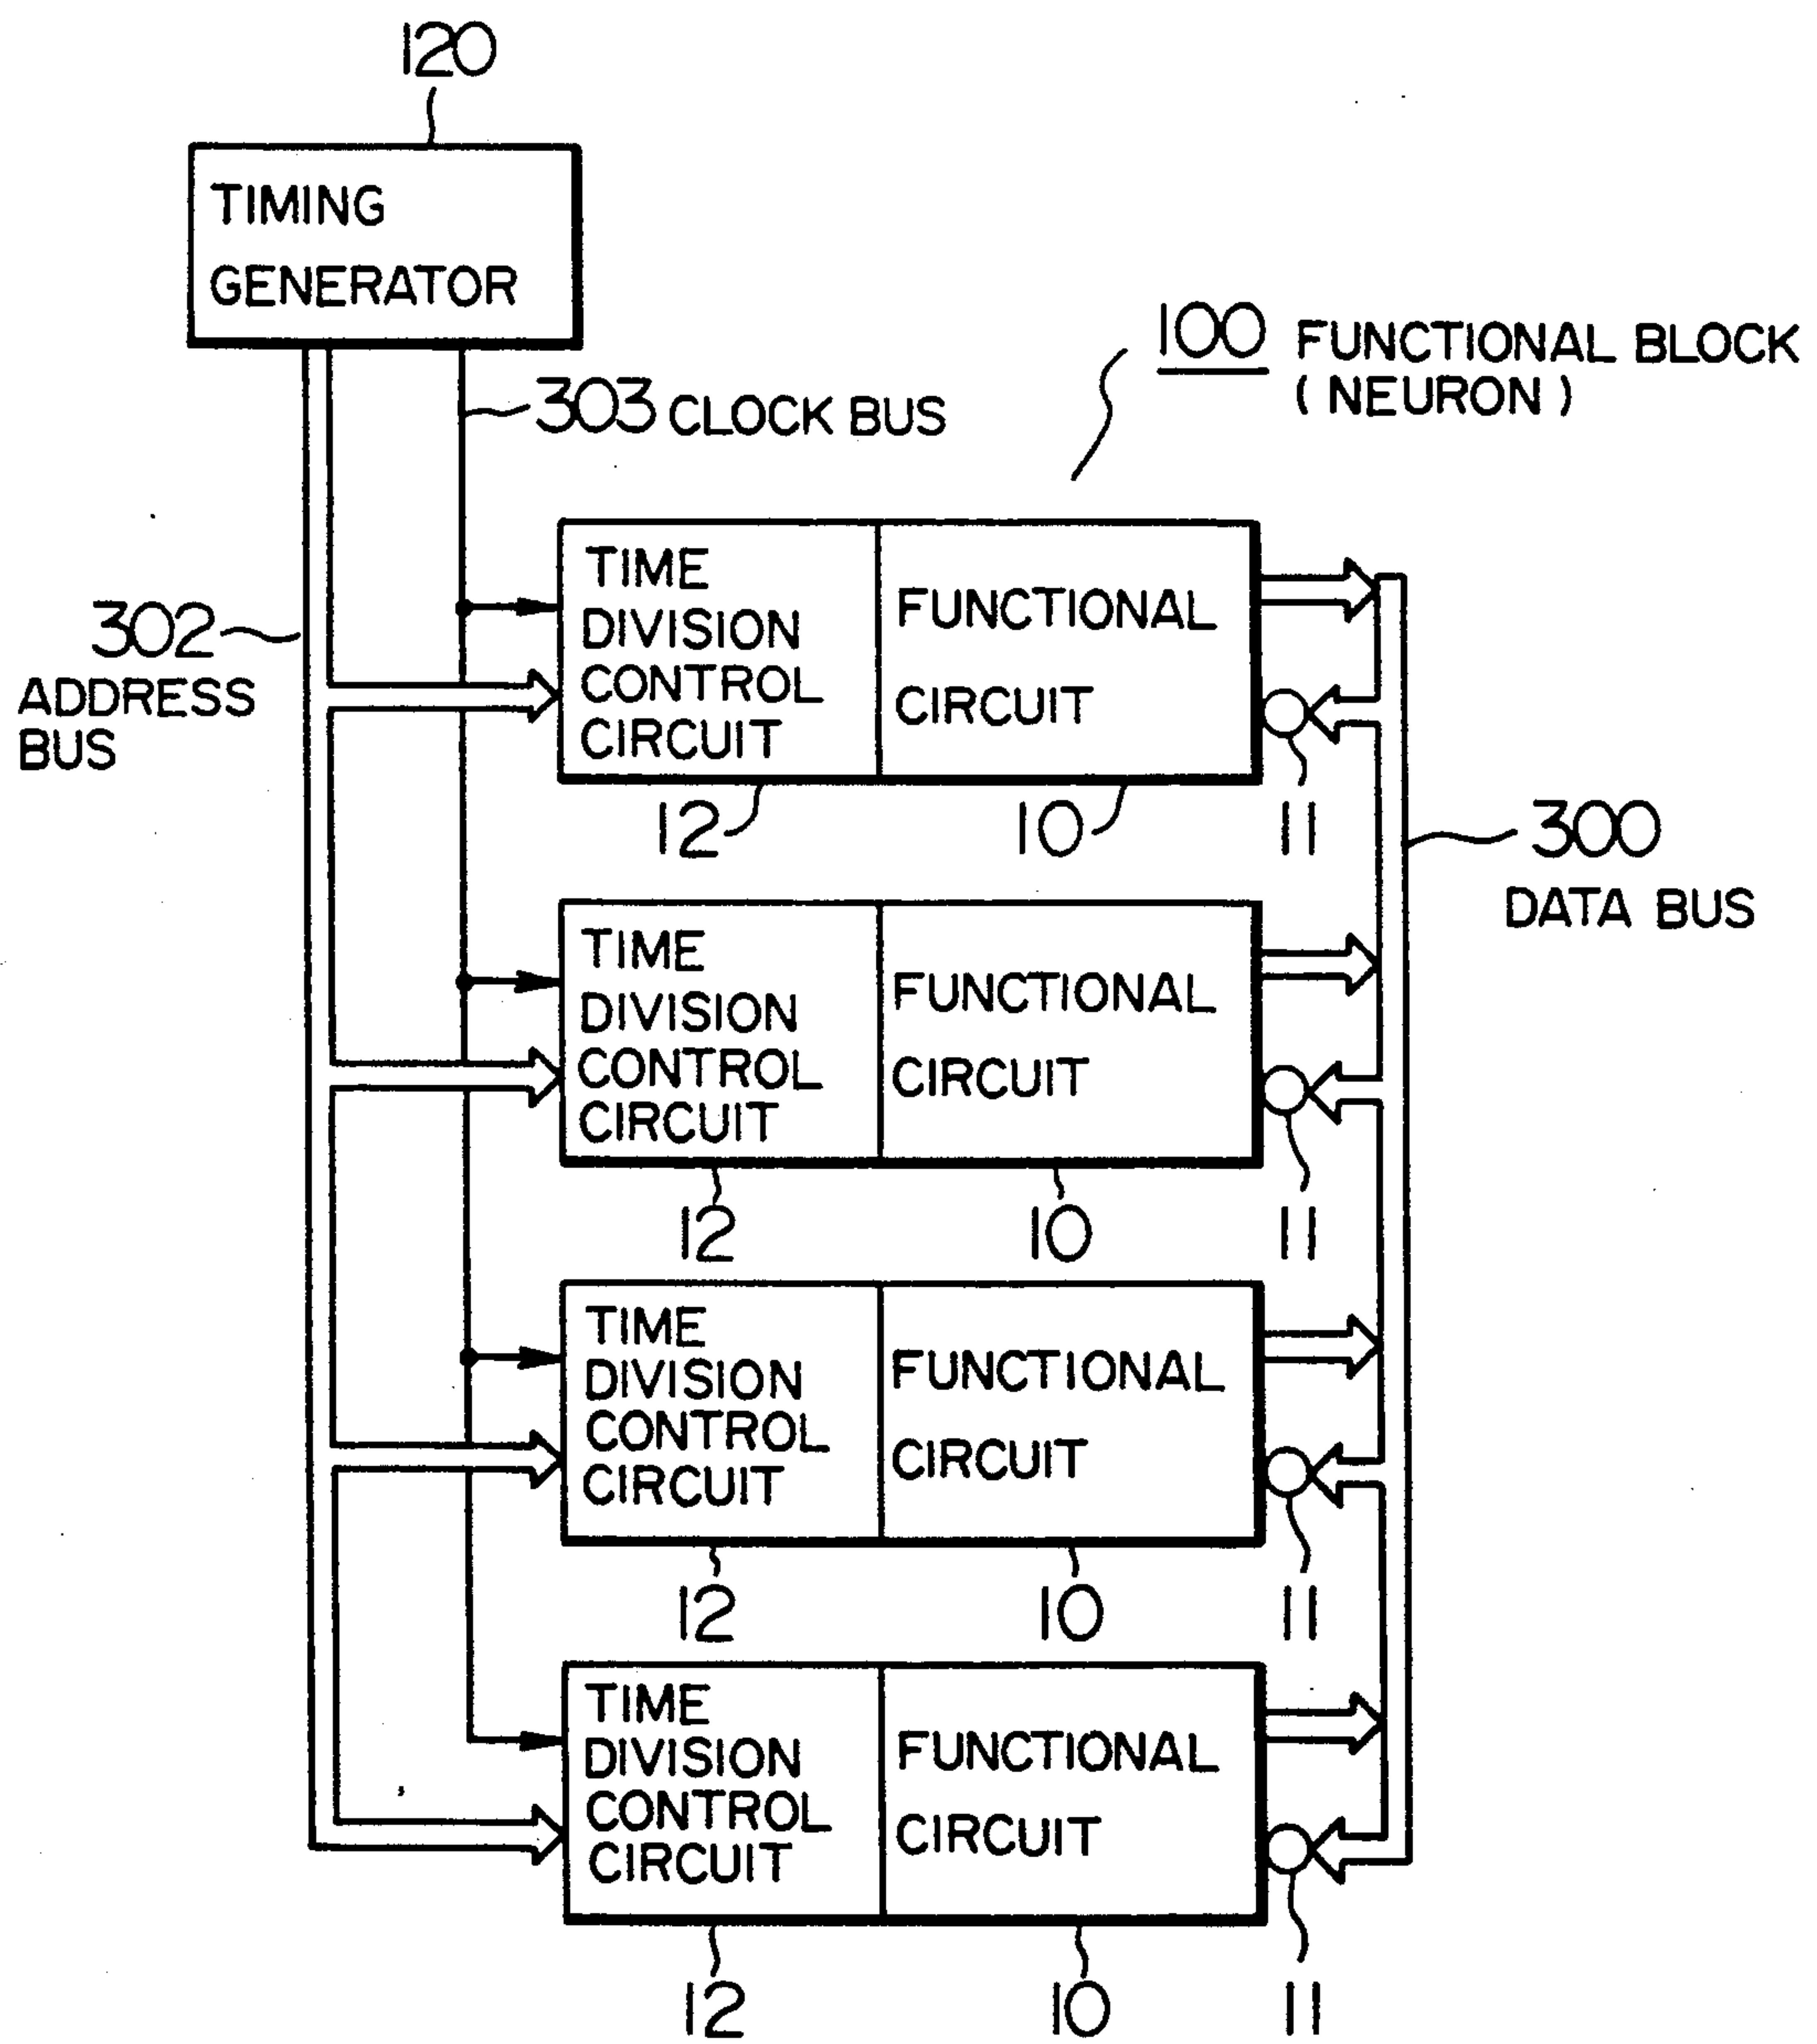 120
TIMING
GENERATOR
100 FUNCTIONAL BLOCK
(NEURON)
303 CLOCK BUS
302
ADDRESS
BUS
TIME
DIVISION
CONTROL
CIRCUIT
FUNCTIONAL
CIRCUIT
12
10
11
300
DATA BUS
TIME
DIVISION
CONTROL
CIRCUIT
FUNCTIONAL
CIRCUIT
12
10
11
TIME
DIVISION
CONTROL
CIRCUIT
FUNCTIONAL
CIRCUIT
12
10
11
TIME
DIVISION
CONTROL
CIRCUIT
FUNCTIONAL
CIRCUIT
12
10
11